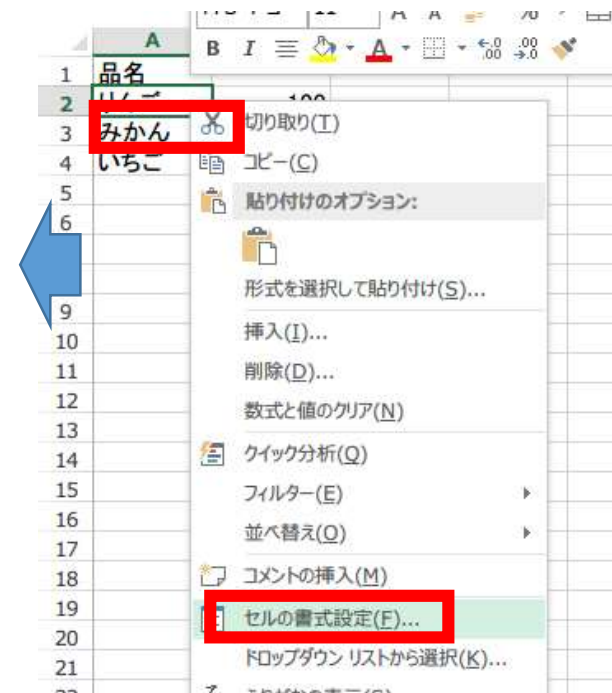 A
B I A
1 品名
2 りんご 100
3 みかん
4 いちご
5
6
9
10
11
12
13
14
15
16
17
18
19
20
21
切り取り(T)
コピー(C)
貼り付けのオプション:
形式を選択して貼り付け(S)...
挿入(I)...
削除(D)...
数式と値のクリア(N)
クイック分析(Q)
フィルター(E)
並べ替え(O)
コメントの挿入(M)
セルの書式設定(F)...
ドロップダウン リストから選択(K)...